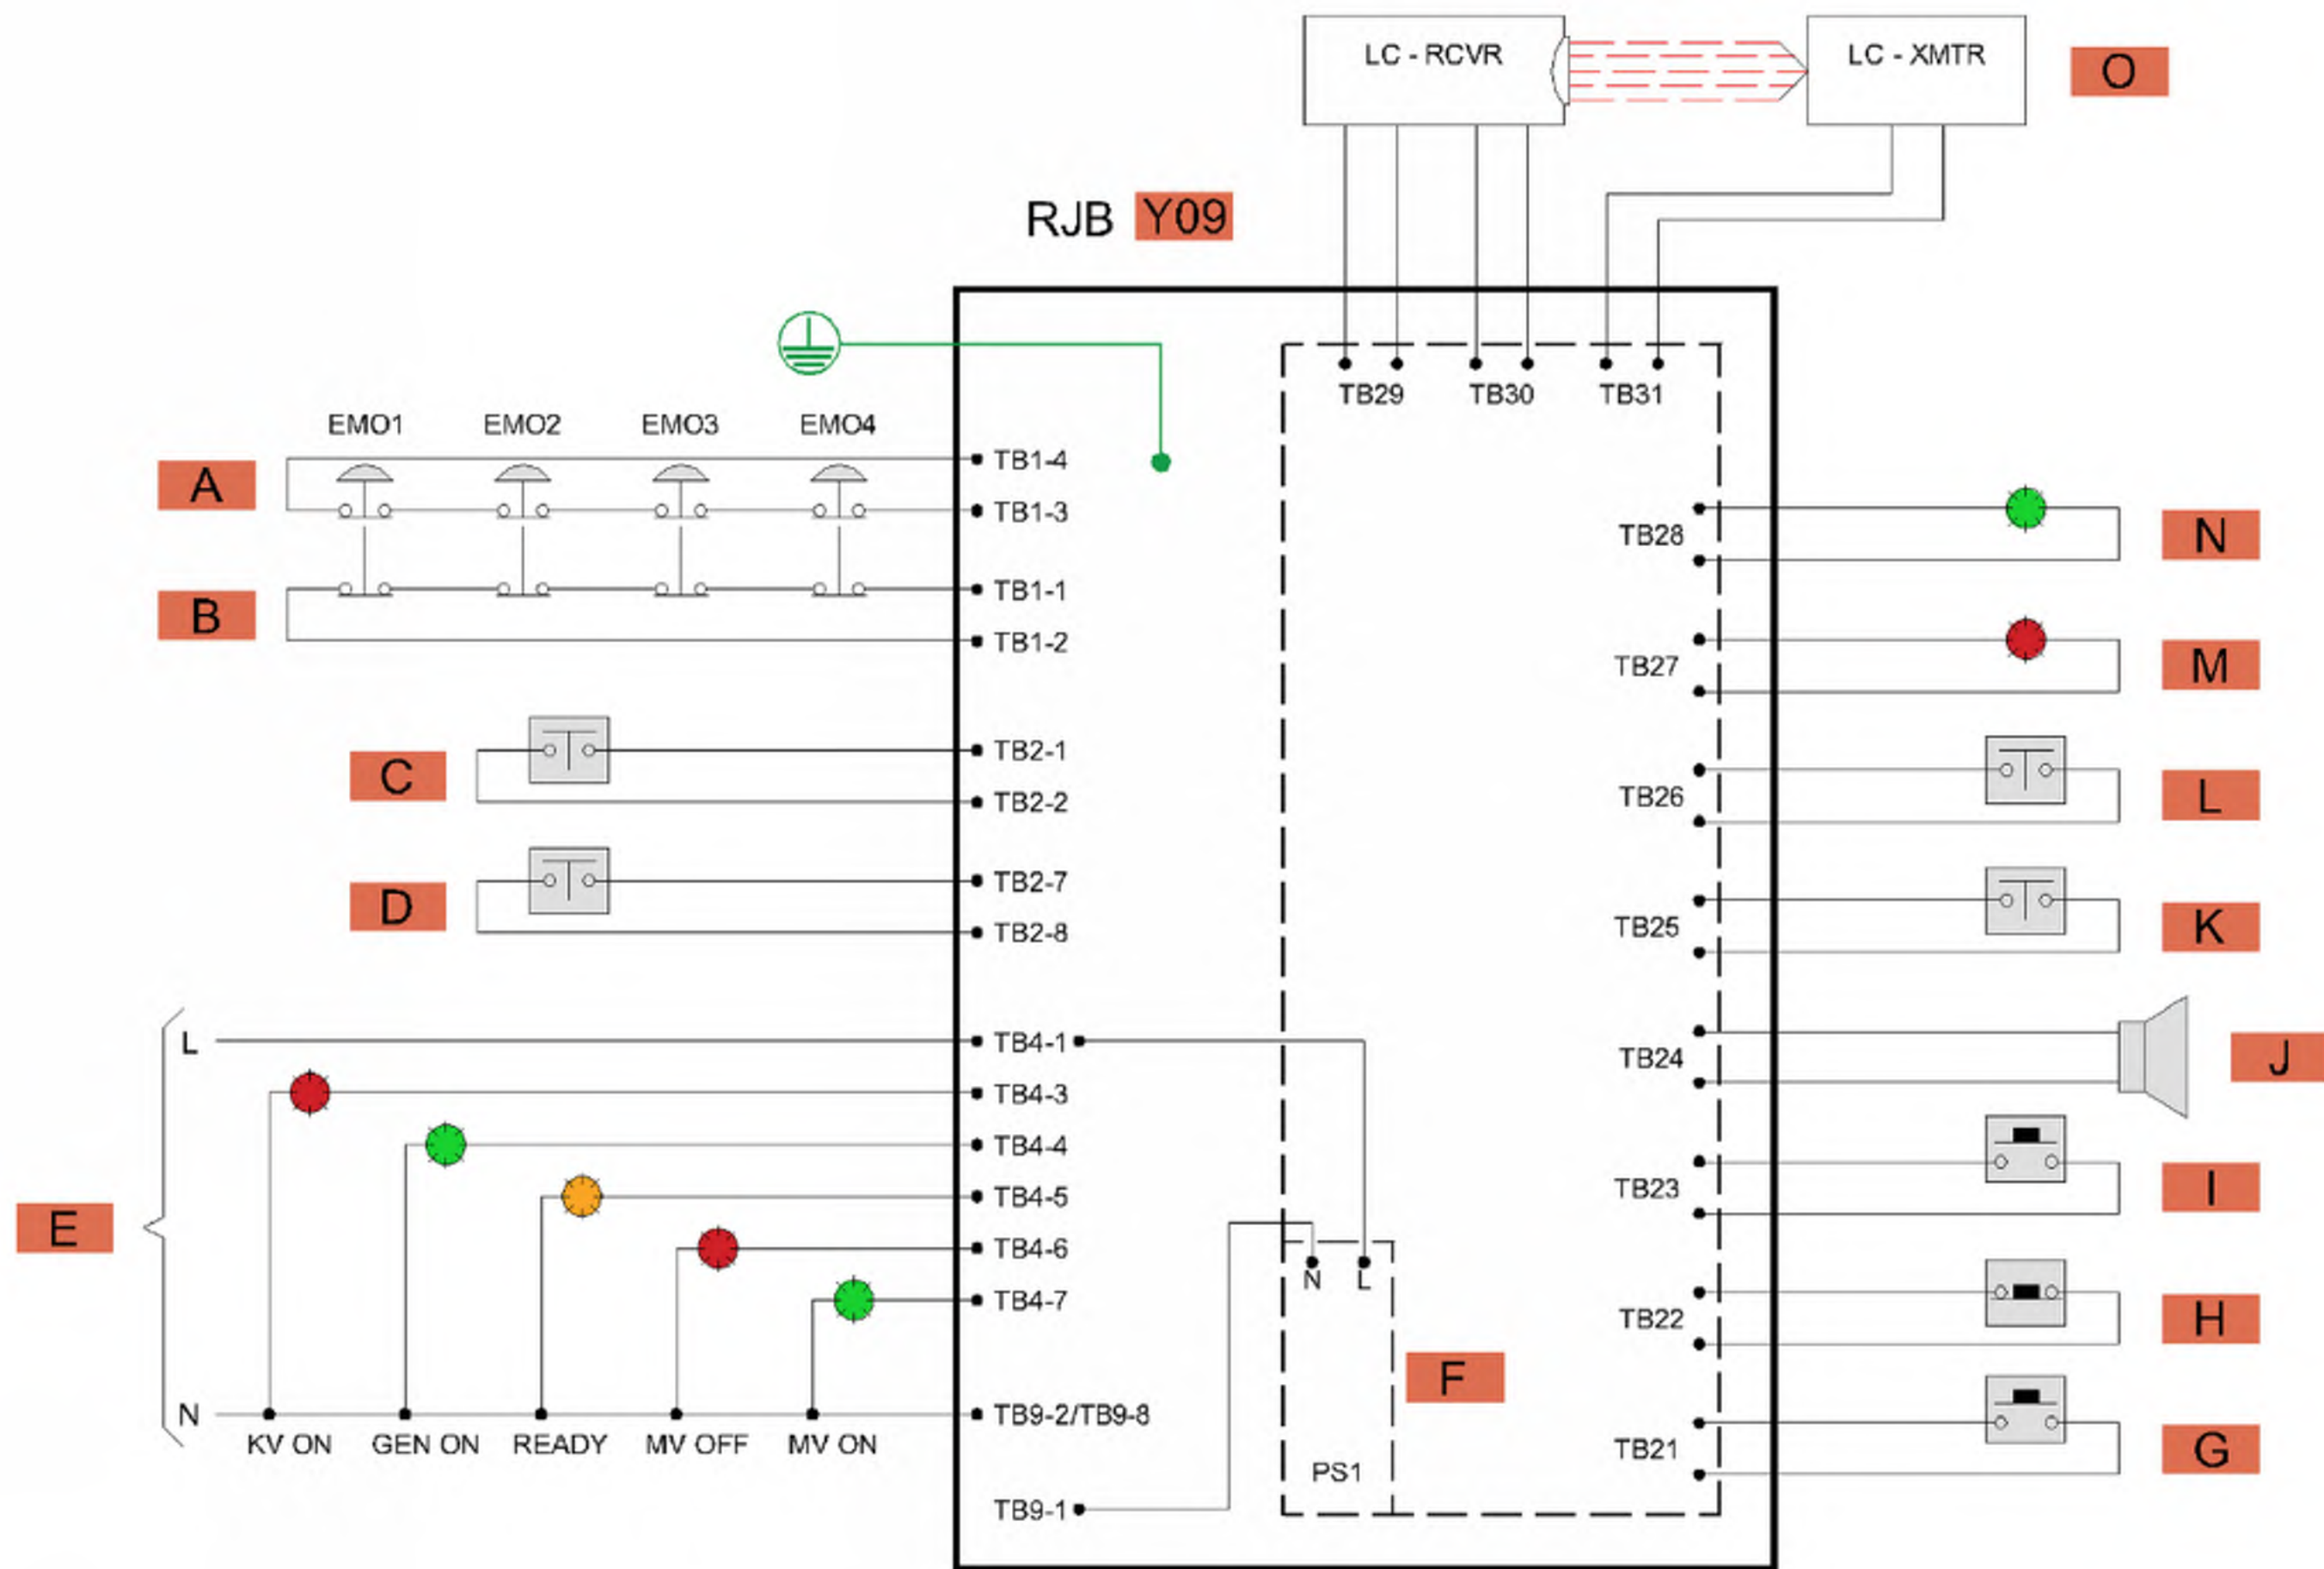 LC - RCVR
LC - XMTR
O
RJB Y09
TB29 TB30 TB31
EMO1 EMO2 EMO3 EMO4
A
TB1-4
TB1-3
B
TB1-1
TB1-2
C
TB2-1
TB2-2
D
TB2-7
TB2-8
E
L
TB4-1
TB4-3
TB4-4
TB4-5
TB4-6
TB4-7
N
TB9-2/TB9-8
KV ON GEN ON READY MV OFF MV ON
TB9-1
N L
F
PS1
TB28
N
TB27
M
TB26
L
TB25
K
TB24
J
TB23
I
TB22
H
TB21
G